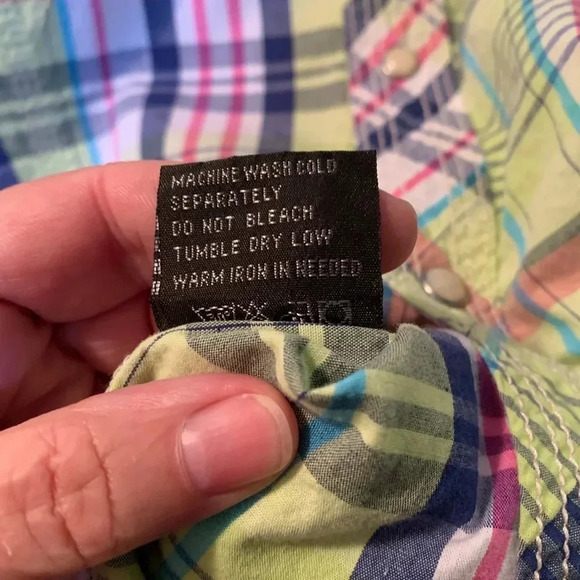 MACHINE WASH COLD
SEPARATELY
DO NOT BLEACH
TUMBLE DRY LOW
WARM IRON IN NEEDED